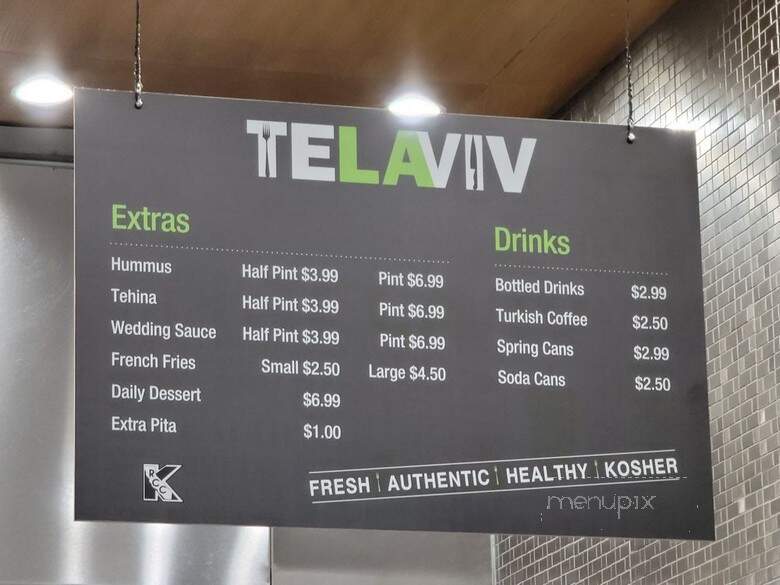 TELAVIV
Extras
Hummus Half Pint $3.99 Pint $6.99
Tehina Half Pint $3.99 Pint $6.99
Wedding Sauce Half Pint $3.99 Pint $6.99
French Fries Small $2.50 Large $4.50
Daily Dessert $6.99
Extra Pita $1.00
Drinks
Bottled Drinks $2.99
Turkish Coffee $2.50
Spring Cans $2.99
Soda Cans $2.50
RCC K
FRESH AUTHENTIC HEALTHY KOSHER
menupix